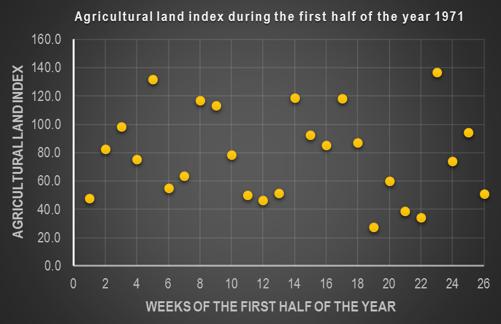 Agricultural land index during the first half of the year 1971
AGRICULTURAL LAND INDEX
160.0
140.0
120.0
100.0
80.0
60.0
40.0
20.0
0.0
0 2 4 6 8 10 12 14 16 18 20 22 24 26
WEEKS OF THE FIRST HALF OF THE YEAR